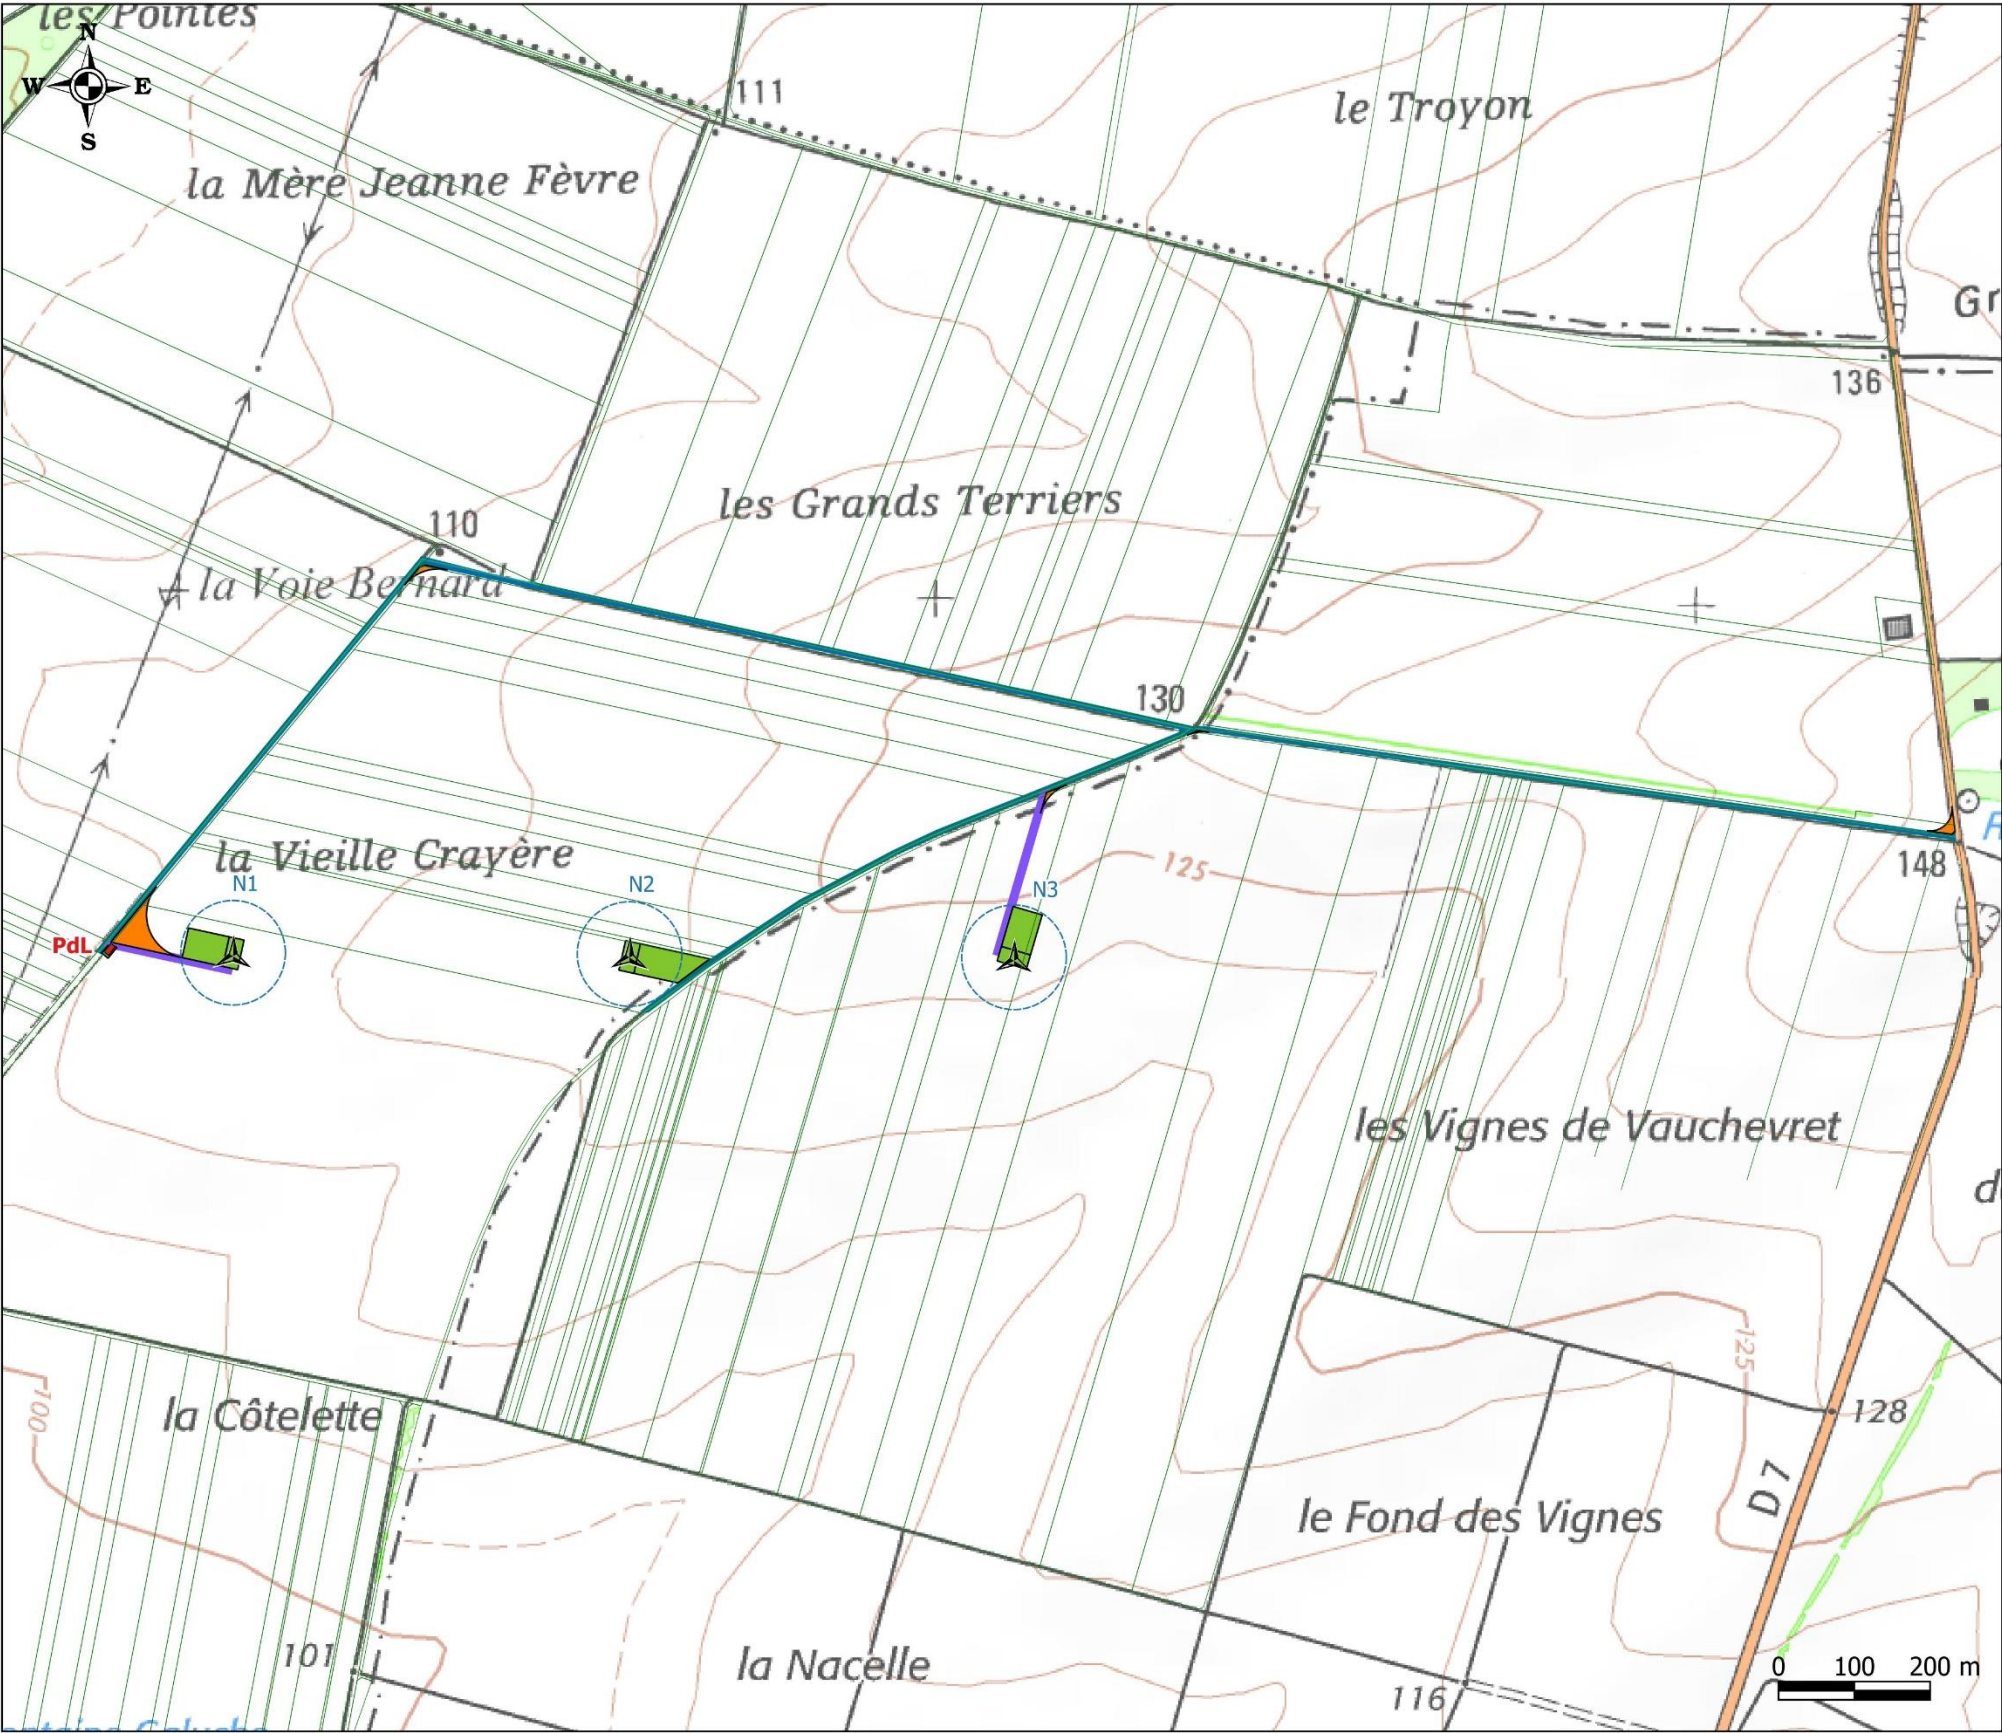 les Pointes
N
W E
S
111
le Troyon
la Mère Jeanne Fèvre
Gr
136
les Grands Terriers
110
la Voie Bernard
130
la Vieille Crayère
125
148
N1
N2
N3
PdL
les Vignes de Vauchevret
d
125
100
la Côtelette
128
D 7
le Fond des Vignes
101
la Nacelle
116
0 100 200 m